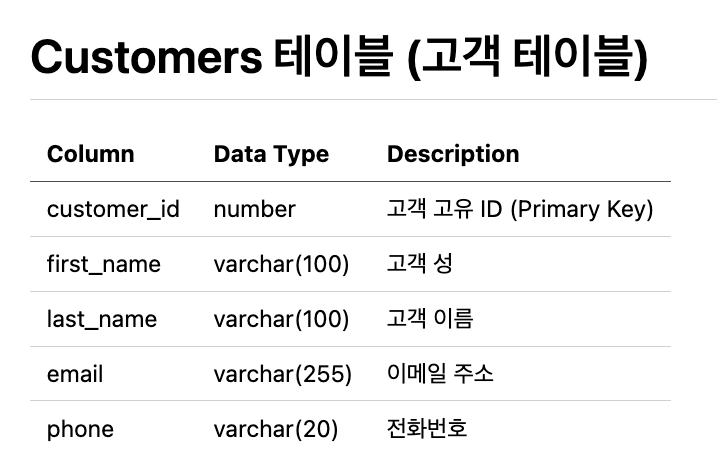 Customers 테이블 (고객 테이블)
Column Data Type Description
customer_id number 고객 고유 ID (Primary Key)
first_name varchar(100) 고객 성
last_name varchar(100) 고객 이름
email varchar(255) 이메일 주소
phone varchar(20) 전화번호